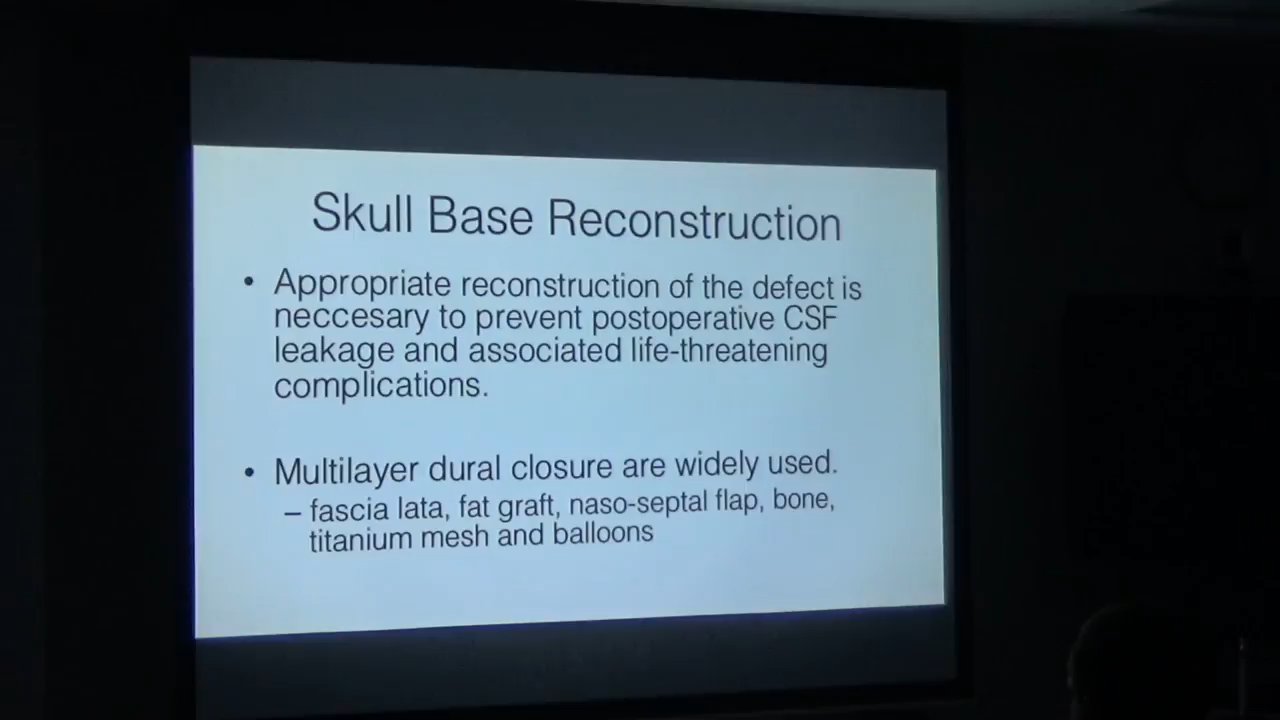 Skull Base Reconstruction
• Appropriate reconstruction of the defect is
neccesary to prevent postoperative CSF
leakage and associated life-threatening
complications.
• Multilayer dural closure are widely used.
– fascia lata, fat graft, naso-septal flap, bone,
titanium mesh and balloons